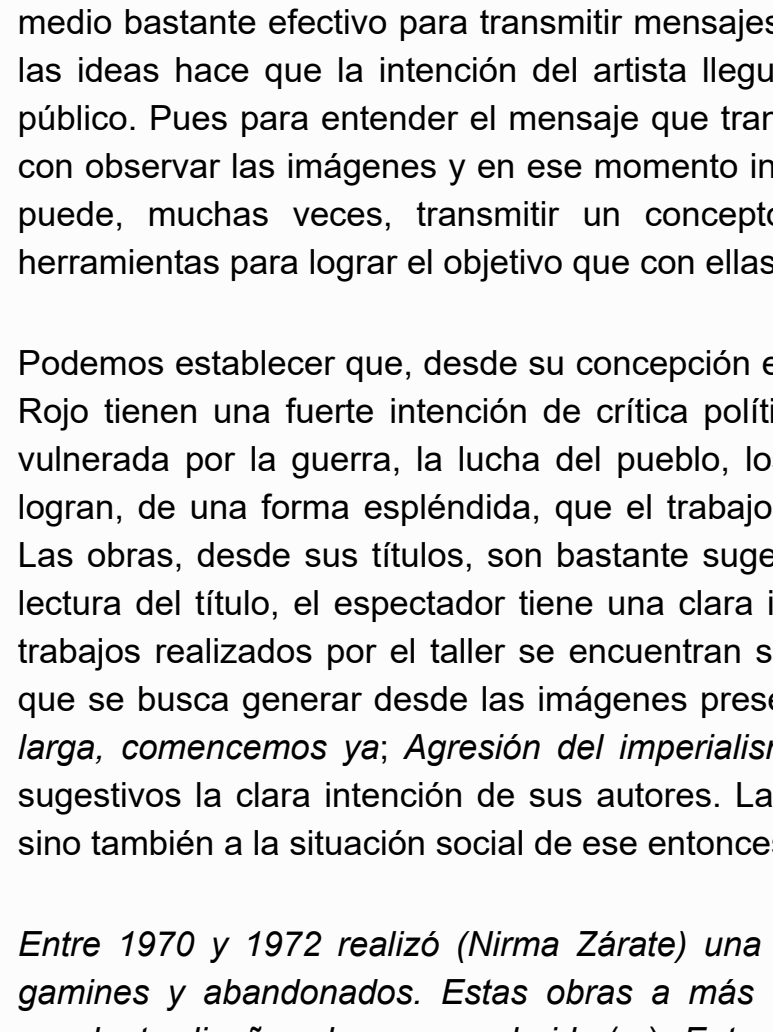 medio bastante efectivo para transmitir mensajes
las ideas hace que la intención del artista llegu
público. Pues para entender el mensaje que tran
con observar las imágenes y en ese momento in
puede, muchas veces, transmitir un concepto
herramientas para lograr el objetivo que con ellas
Podemos establecer que, desde su concepción e
Rojo tienen una fuerte intención de crítica políti
vulnerada por la guerra, la lucha del pueblo, los
logran, de una forma espléndida, que el trabajo
Las obras, desde sus títulos, son bastante suge
lectura del título, el espectador tiene una clara i
trabajos realizados por el taller se encuentran s
que se busca generar desde las imágenes prese
larga, comencemos ya; Agresión del imperialism
sugestivos la clara intención de sus autores. La
sino también a la situación social de ese entonces
Entre 1970 y 1972 realizó (Nirma Zárate) una
gamines y abandonados. Estas obras a más